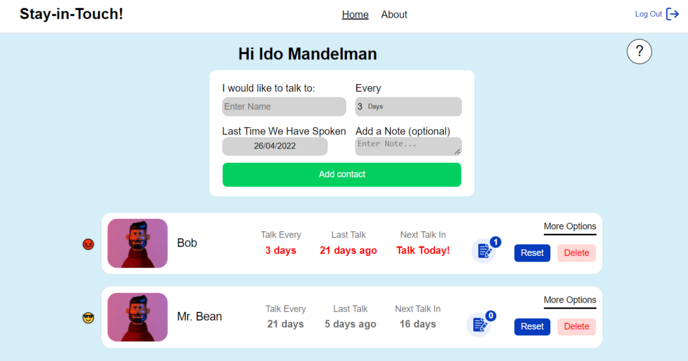 Stay-in-Touch!
Home About
Log Out
Hi Ido Mandelman
?
I would like to talk to: Every
Enter Name 3 Days
Last Time We Have Spoken Add a Note (optional)
26/04/2022 Enter Note...
Add contact
More Options
Bob
Talk Every Last Talk Next Talk In
3 days 21 days ago Talk Today!
1
Reset Delete
More Options
Mr. Bean
Talk Every Last Talk Next Talk In
21 days 5 days ago 16 days
0
Reset Delete